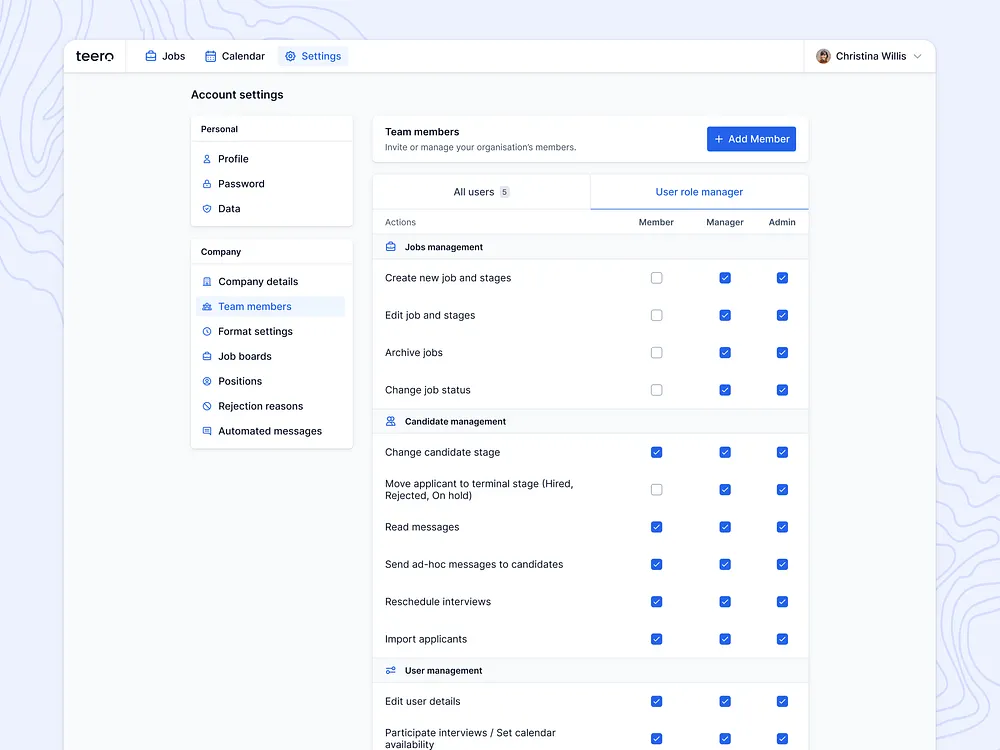 teero
Jobs
Calendar
Settings
Christina Willis
Account settings
Personal
Profile
Password
Data
Company
Company details
Team members
Format settings
Job boards
Positions
Rejection reasons
Automated messages
Team members
Invite or manage your organisation's members.
+ Add Member
All users 5
User role manager
Actions Member Manager Admin
Jobs management
Create new job and stages
Edit job and stages
Archive jobs
Change job status
Candidate management
Change candidate stage
Move applicant to terminal stage (Hired,
Rejected, On hold)
Read messages
Send ad-hoc messages to candidates
Reschedule interviews
Import applicants
User management
Edit user details
Participate interviews / Set calendar
availability